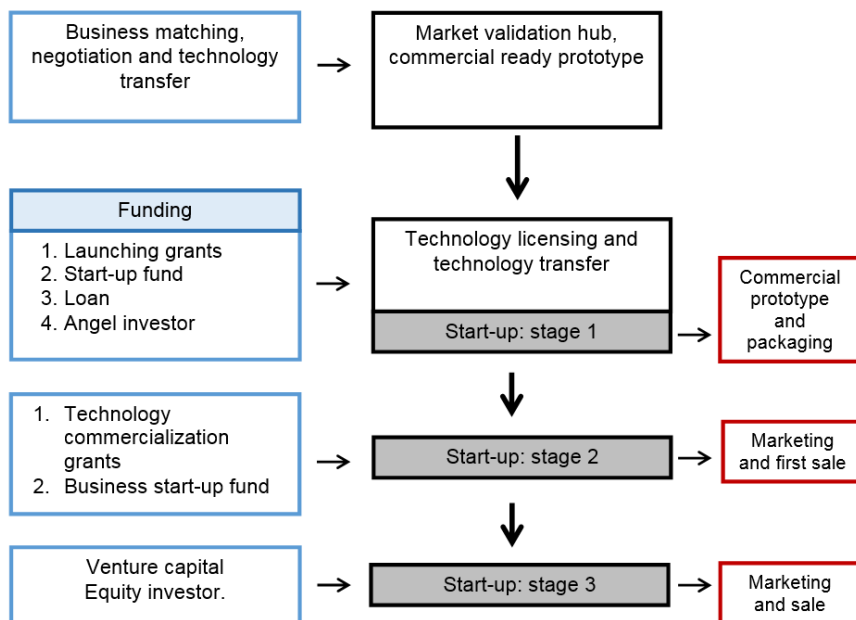 Business matching,
negotiation and technology
transfer
Market validation hub,
commercial ready prototype
Funding
1. Launching grants
2. Start-up fund
3. Loan
4. Angel investor
Technology licensing and
technology transfer
Start-up: stage 1
Commercial
prototype
and
packaging
1. Technology
commercialization
grants
2. Business start-up fund
Start-up: stage 2
Marketing
and first sale
Venture capital
Equity investor.
Start-up: stage 3
Marketing
and sale